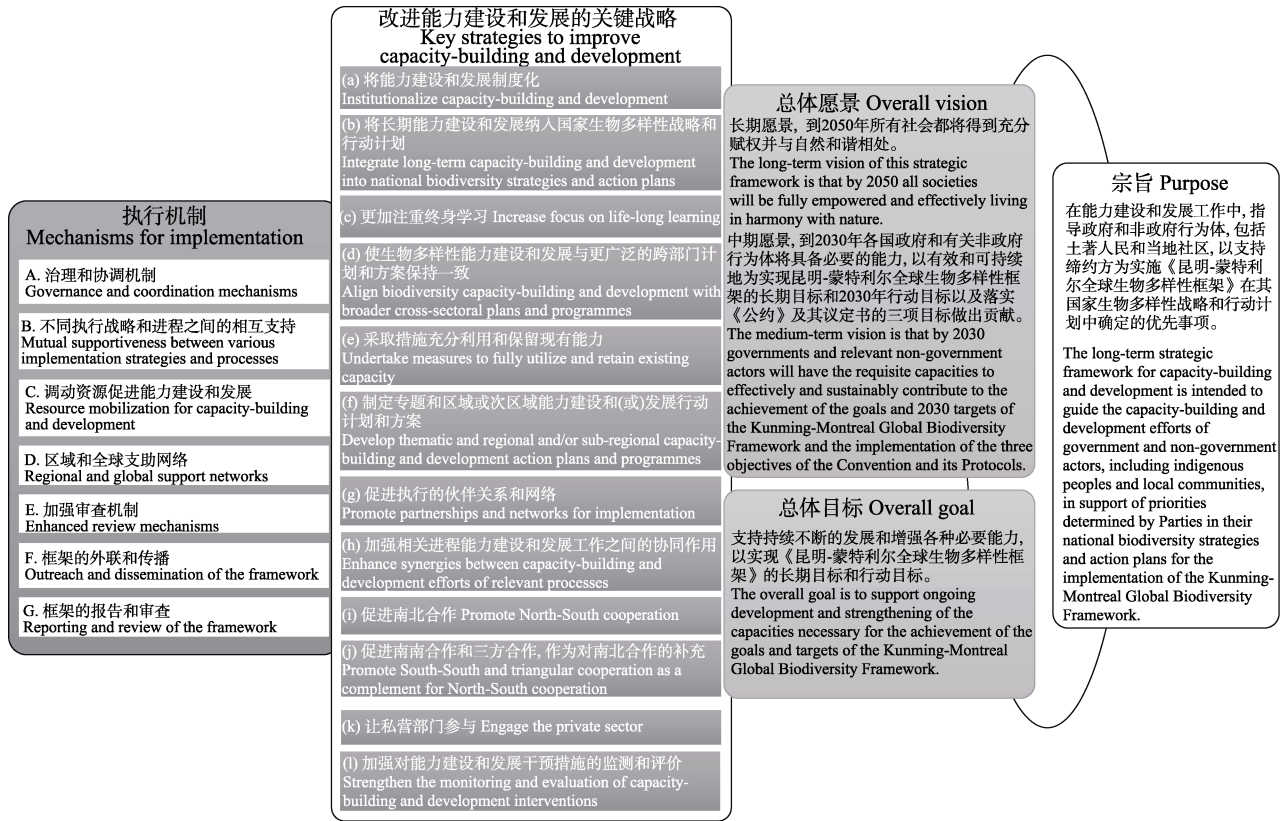 执行机制
Mechanisms for implementation
A. 治理和协调机制
Governance and coordination mechanisms
B. 不同执行战略和进程之间的相互支持
Mutual supportiveness between various
implementation strategies and processes
C. 调动资源促进能力建设和发展
Resource mobilization for capacity-building
and development
D. 区域和全球支助网络
Regional and global support networks
E. 加强审查机制
Enhanced review mechanisms
F. 框架的外联和传播
Outreach and dissemination of the framework
G. 框架的报告和审查
Reporting and review of the framework
改进能力建设和发展的关键战略
Key strategies to improve
capacity-building and development
(a) 将能力建设和发展制度化
Institutionalize capacity-building and development
(b) 将长期能力建设和发展纳入国家生物多样性战略和
行动计划
Integrate long-term capacity-building and development
into national biodiversity strategies and action plans
(c) 更加注重终身学习 Increase focus on life-long learning
(d) 使生物多样性能力建设和发展与更广泛的跨部门计
划和方案保持一致
Align biodiversity capacity-building and development with
broader cross-sectoral plans and programmes
(e) 采取措施充分利用和保留现有能力
Undertake measures to fully utilize and retain existing
capacity
(f) 制定专题和区域或次区域能力建设和(或)发展行动
计划和方案
Develop thematic and regional and/or sub-regional capacity-
building and development action plans and programmes
(g) 促进执行的伙伴关系和网络
Promote partnerships and networks for implementation
(h) 加强相关进程能力建设和发展工作之间的协同作用
Enhance synergies between capacity-building and
development efforts of relevant processes
(i) 促进南北合作 Promote North-South cooperation
(j) 促进南南合作和三方合作, 作为对南北合作的补充
Promote South-South and triangular cooperation as a
complement for North-South cooperation
(k) 让私营部门参与 Engage the private sector
(l) 加强对能力建设和发展干预措施的监测和评价
Strengthen the monitoring and evaluation of capacity-
building and development interventions
总体愿景 Overall vision
长期愿景, 到2050年所有社会都将得到充分
赋权并与自然和谐相处。
The long-term vision of this strategic
framework is that by 2050 all societies
will be fully empowered and effectively living
in harmony with nature.
中期愿景, 到2030年各国政府和有关非政府
行为体将具备必要的能力, 以有效和可持续
地为实现昆明-蒙特利尔全球生物多样性框
架的长期目标和2030年行动目标以及落实
《公约》及其议定书的三项目标做出贡献。
The medium-term vision is that by 2030
governments and relevant non-government
actors will have the requisite capacities to
effectively and sustainably contribute to the
achievement of the goals and 2030 targets of
the Kunming-Montreal Global Biodiversity
Framework and the implementation of the three
objectives of the Convention and its Protocols.
总体目标 Overall goal
支持持续不断的发展和增强各种必要能力,
以实现《昆明-蒙特利尔全球生物多样性框
架》的长期目标和行动目标。
The overall goal is to support ongoing
development and strengthening of the
capacities necessary for the achievement of the
goals and targets of the Kunming-Montreal
Global Biodiversity Framework.
宗旨 Purpose
在能力建设和发展工作中, 指
导政府和非政府行为体, 包括
土著人民和当地社区, 以支持
缔约方为实施《昆明-蒙特利
尔全球生物多样性框架》在其
国家生物多样性战略和行动计
划中确定的优先事项。
The long-term strategic
framework for capacity-building
and development is intended to
guide the capacity-building and
development efforts of
government and non-government
actors, including indigenous
peoples and local communities,
in support of priorities
determined by Parties in their
national biodiversity strategies
and action plans for the
implementation of the Kunming-
Montreal Global Biodiversity
Framework.